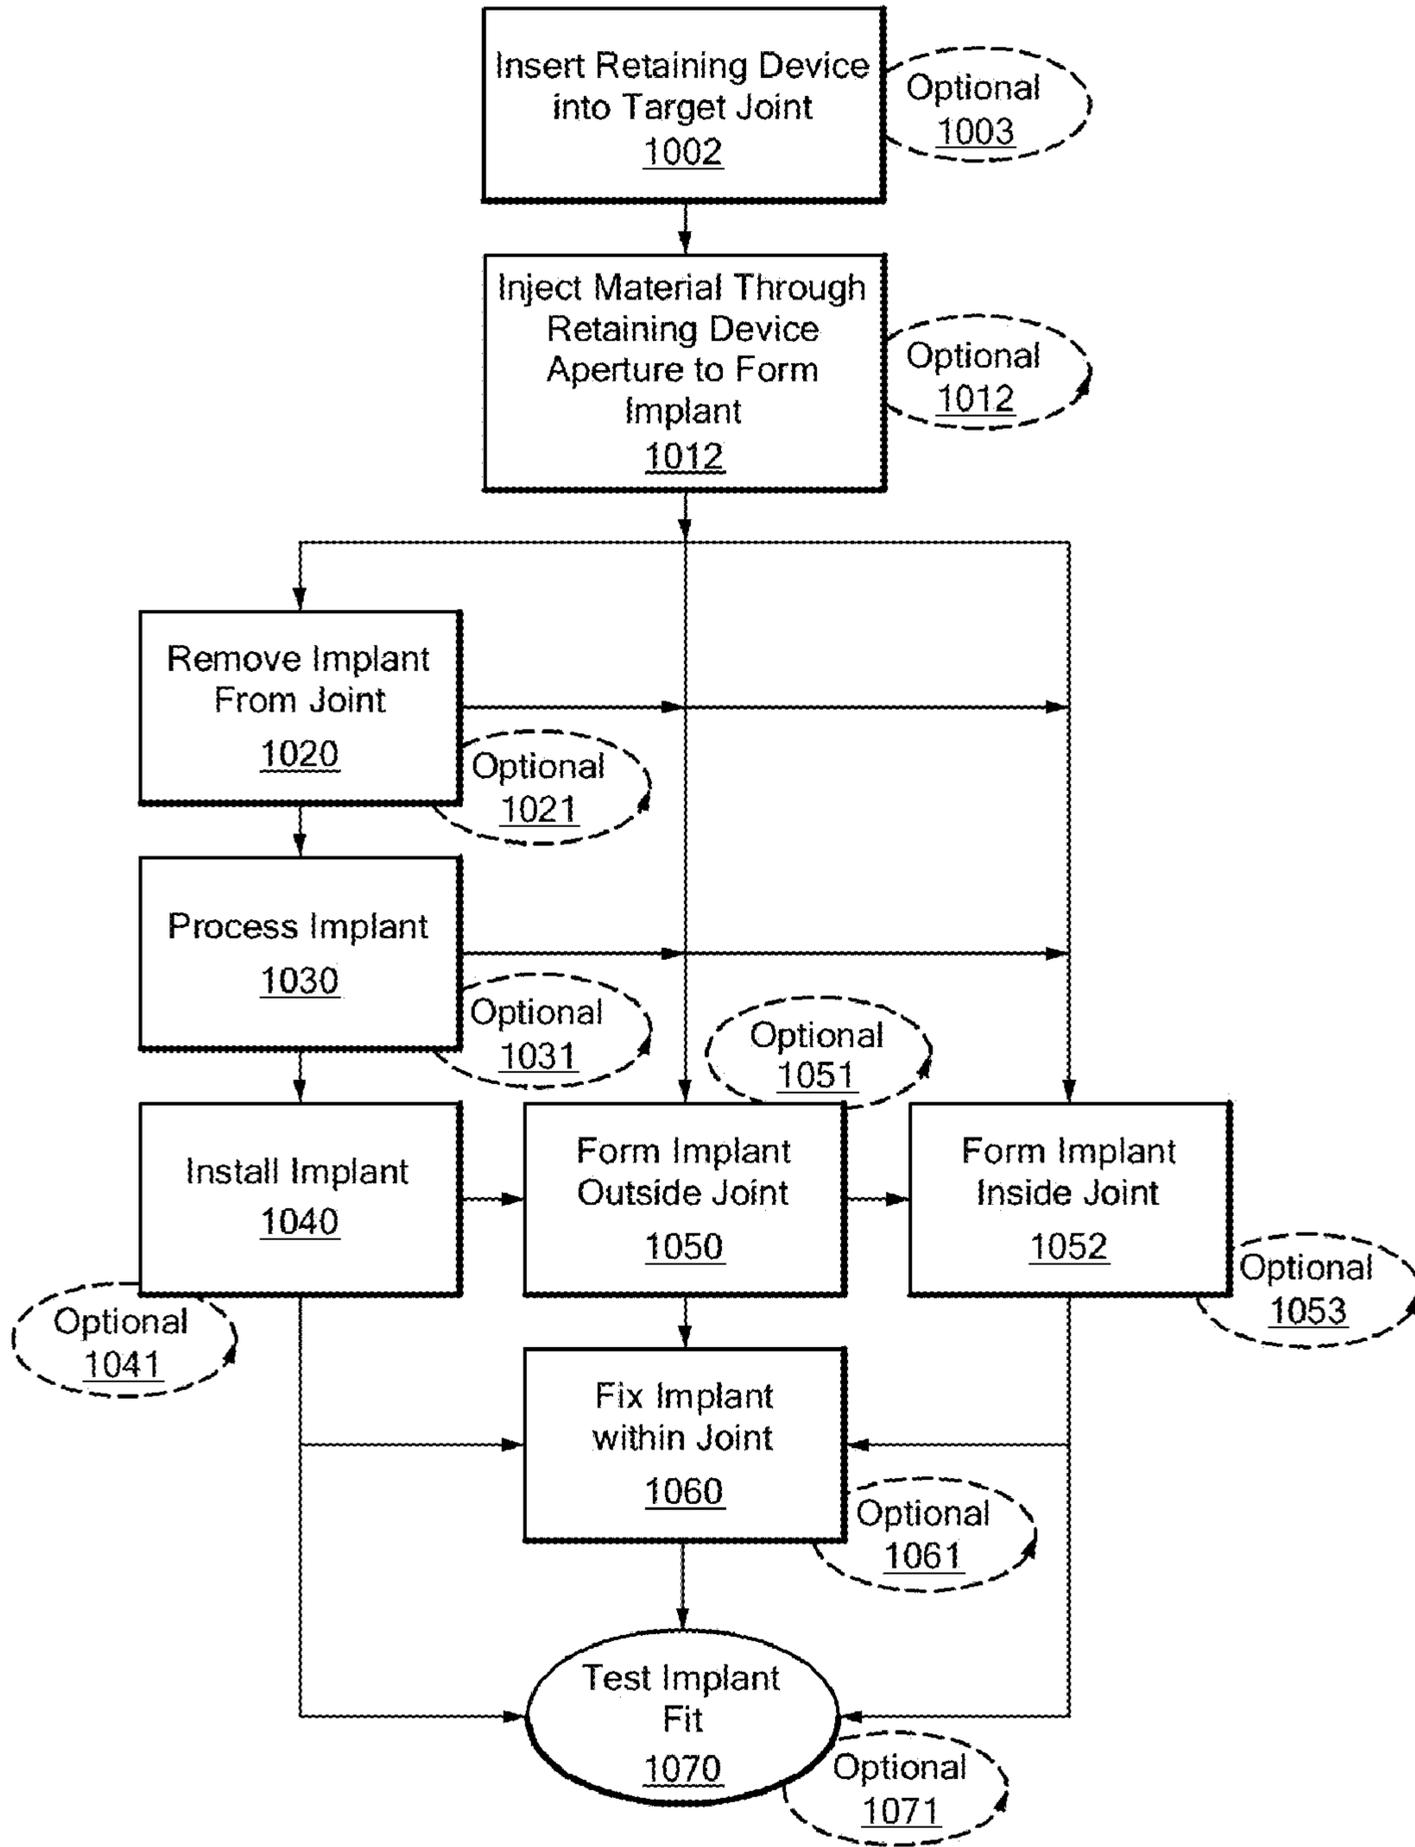 Insert Retaining Device
into Target Joint
1002
Optional
1003
Inject Material Through
Retaining Device
Aperture to Form
Implant
1012
Optional
1012
Remove Implant
From Joint
1020
Optional
1021
Process Implant
1030
Optional
1031
Optional
1051
Install Implant
1040
Optional
1041
Form Implant
Outside Joint
1050
Form Implant
Inside Joint
1052
Optional
1053
Fix Implant
within Joint
1060
Optional
1061
Test Implant
Fit
1070
Optional
1071